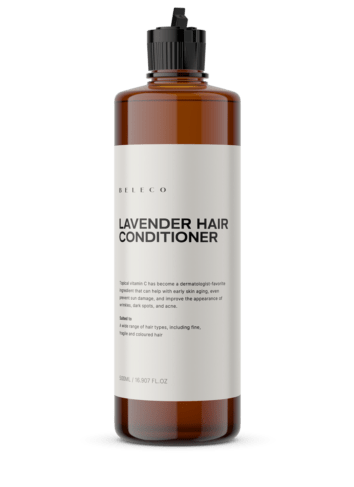 BELECO
LAVENDER HAIR
CONDITIONER
Topical vitamin C has become a dermatologist favorite
ingredient that can help with early skin aging, even
prevent sun damage, and improve the appearance of
wrinkles, dark spots, and acne.
Suited to
A wide range of hair types, including fine,
fragile and coloured hair
500ML / 16.907 FL.OZ